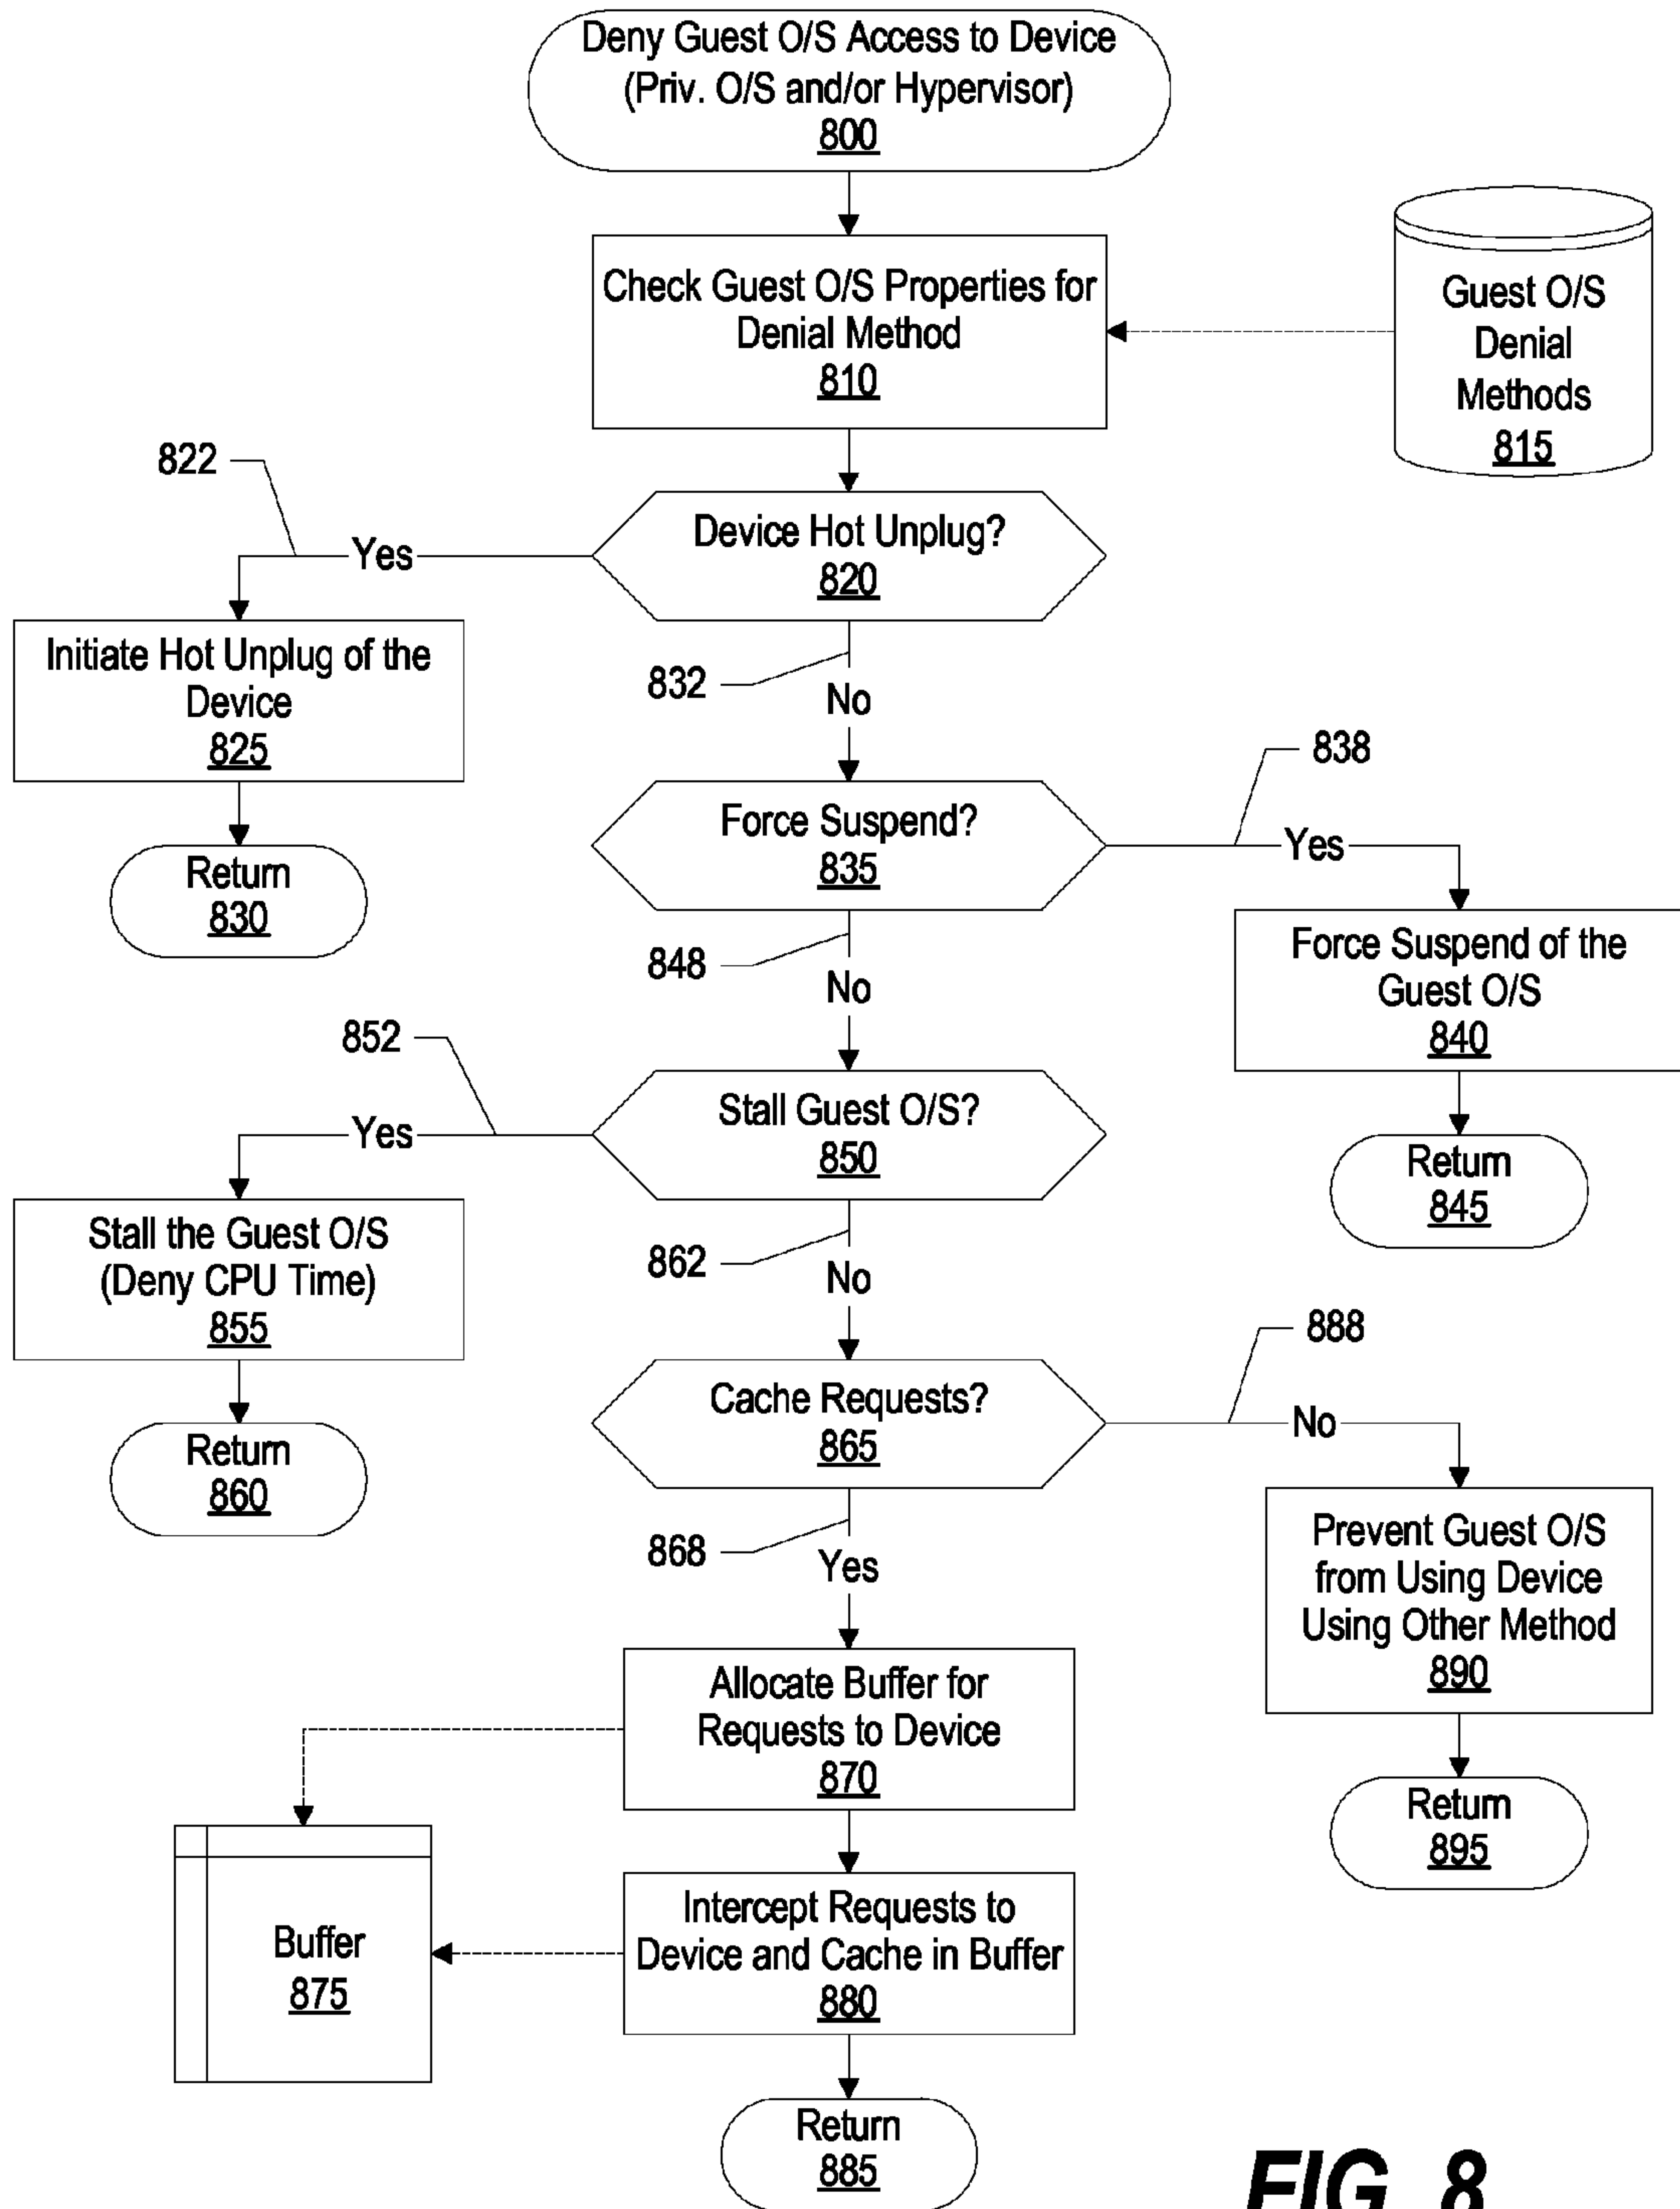 Deny Guest O/S Access to Device
(Priv. O/S and/or Hypervisor)
800
Check Guest O/S Properties for
Denial Method
810
Guest O/S
Denial
Methods
815
822
Yes
Device Hot Unplug?
820
Initiate Hot Unplug of the
Device
825
832
No
Return
830
838
Force Suspend?
835
Yes
848
No
Force Suspend of the
Guest O/S
840
852
Yes
Stall Guest O/S?
850
Return
845
Stall the Guest O/S
(Deny CPU Time)
855
862
No
888
Cache Requests?
865
No
Return
860
868
Yes
Prevent Guest O/S
from Using Device
Using Other Method
890
Allocate Buffer for
Requests to Device
870
Return
895
Buffer
875
Intercept Requests to
Device and Cache in Buffer
880
Return
885
FIG. 8